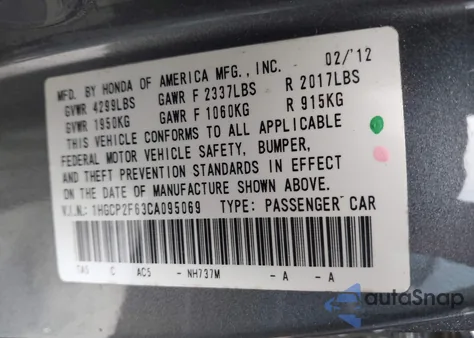 MFD. BY HONDA OF AMERICA MFG., INC. 02/'12
GVWR 4299LBS GAWR F 2337LBS R 2017LBS
GVWR 1950KG GAWR F 1060KG R 915KG
THIS VEHICLE CONFORMS TO ALL APPLICABLE
FEDERAL MOTOR VEHICLE SAFETY, BUMPER,
AND THEFT PREVENTION STANDARDS IN EFFECT
ON THE DATE OF MANUFACTURE SHOWN ABOVE.
V.I.N.: 1HGCP2F63CA095069 TYPE: PASSENGER CAR
TA5 C AC5 - NH737M - A - A
autoSnap